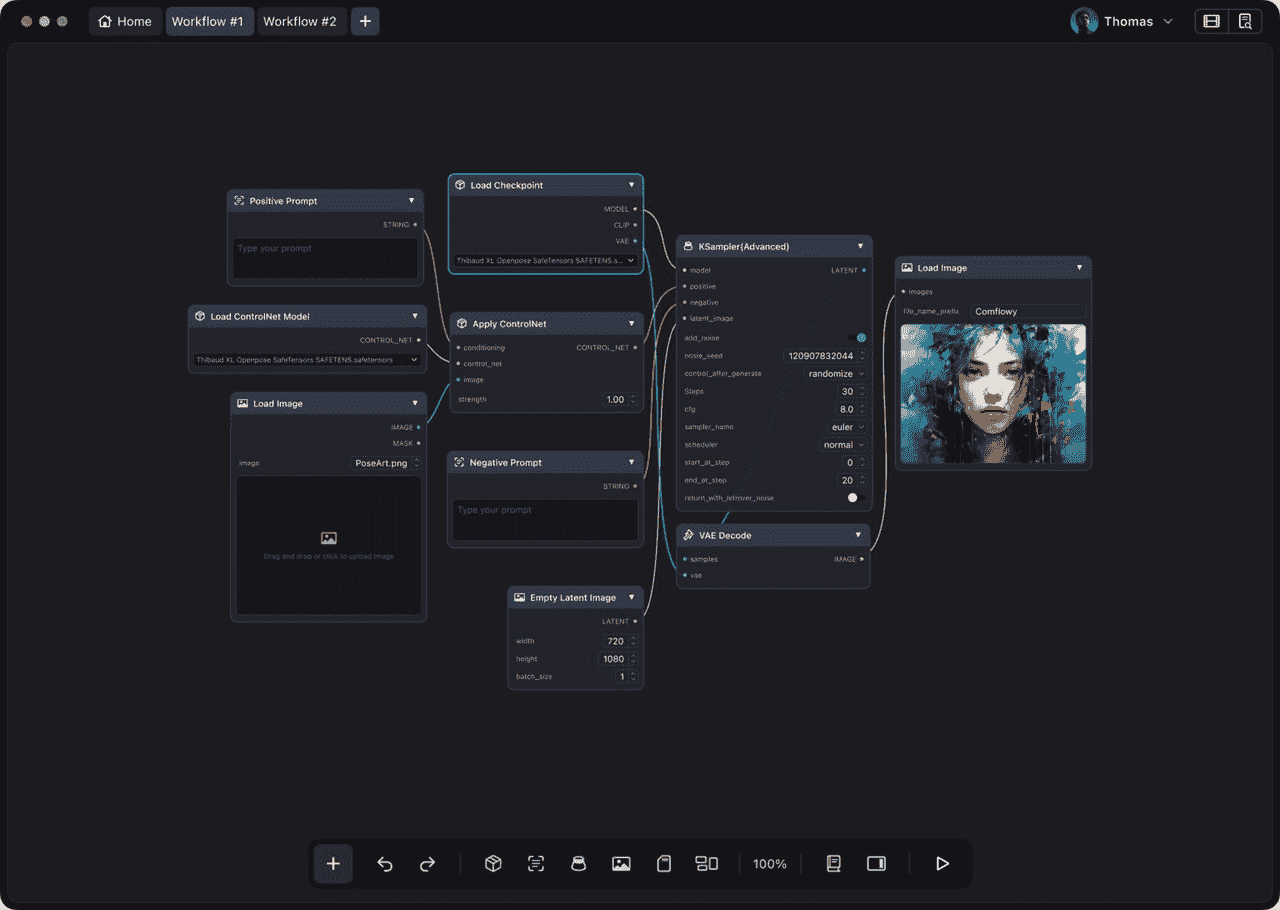 Home
Workflow #1
Workflow #2
Thomas
Positive Prompt
STRING
Type your prompt
Load ControlNet Model
CONTROL_NET
Thibaud XL Openpose SafeTensors SAFETENS.safetensors
Load Image
IMAGE
MASK
image
PoseArt.png
Drag and drop or click to upload image
Load Checkpoint
MODEL
CLIP
VAE
Thibaud XL Openpose SafeTensors SAFETENS.s...
Apply ControlNet
conditioning
CONTROL_NET
control_net
image
strength
1.00
Negative Prompt
STRING
Type your prompt
Empty Latent Image
LATENT
width
720
height
1080
batch_size
1
KSampler(Advanced)
model
LATENT
positive
negative
latent_image
add_noise
nosie_seed
120907832044
control_after_generate
randomize
Steps
30
cfg
8.0
sampler_name
euler
scheduler
normal
start_at_step
0
end_at_step
20
return_with_letrover_noise
VAE Decode
samples
IMAGE
vae
Load Image
images
file_name_prefix
Comflowy
100%